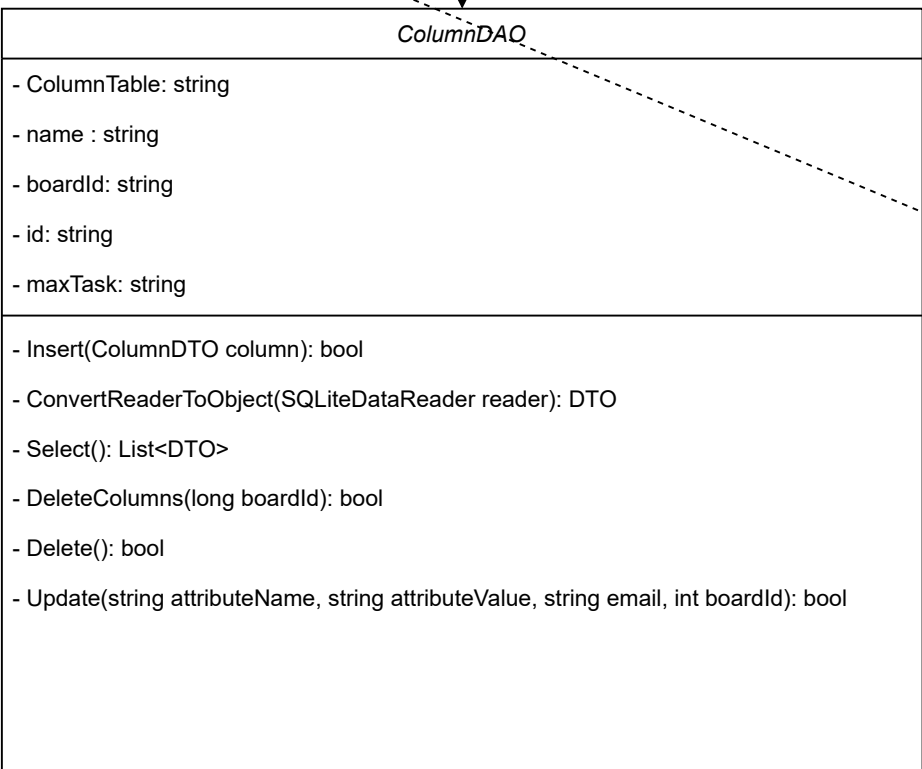 ColumnDAO
- ColumnTable: string
- name : string
- boardId: string
- id: string
- maxTask: string
- Insert(ColumnDTO column): bool
- ConvertReaderToObject(SQLiteDataReader reader): DTO
- Select(): List<DTO>
- DeleteColumns(long boardId): bool
- Delete(): bool
- Update(string attributeName, string attributeValue, string email, int boardId): bool